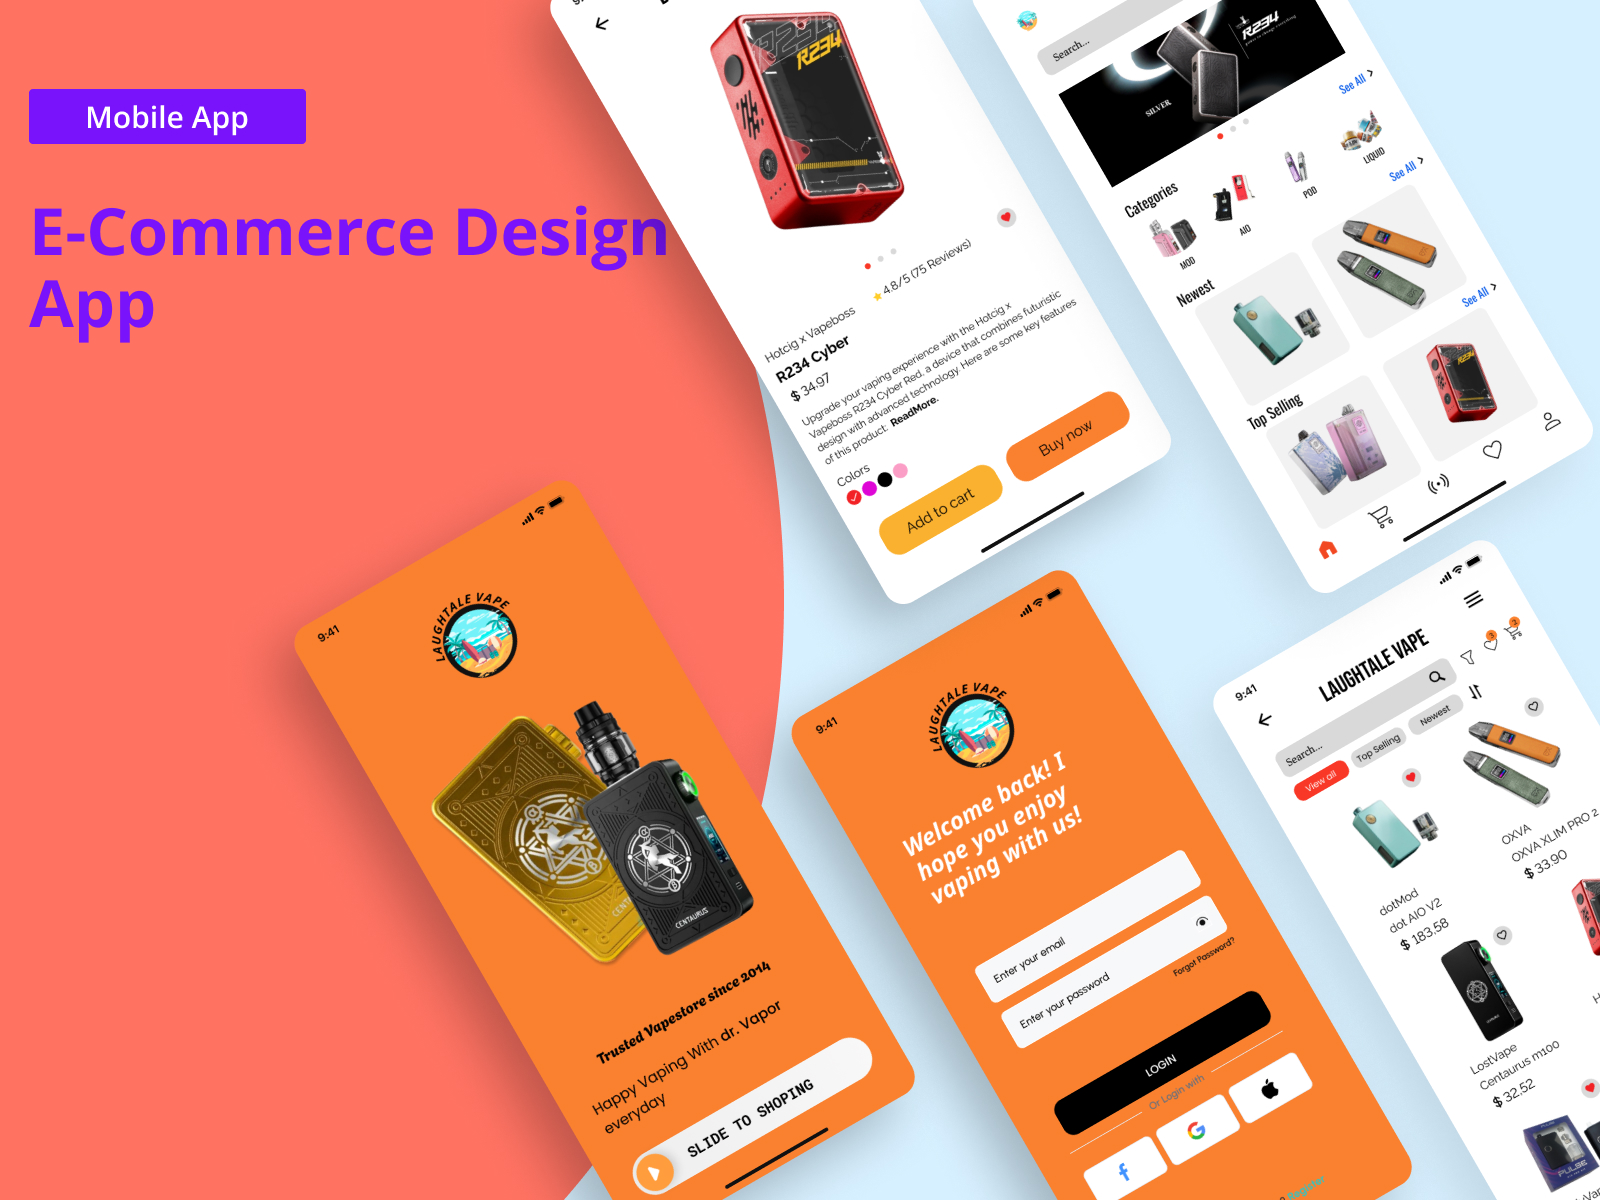 Mobile App
E-Commerce Design
App
R234
Hotcig x Vapeboss
4.8/5 (75 Reviews)
R234 Cyber
$ 34.97
Upgrade your vaping experience with the Hotcig x
Vapeboss R234 Cyber Red, a device that combines futuristic
design with advanced technology. Here are some key features
of this product: ReadMore.
Colors
Add to cart
Buy now
Search...
R234
SILVER
See All
Categories
MOD
AIO
POD
LIQUID
See All
Newest
See All
Top Selling
9:41
LAUGHTALE VAPE
CENTAURUS
Trusted Vapestore since 2014
Happy Vaping With dr. Vapor
everyday
SLIDE TO SHOPING
9:41
LAUGHTALE VAPE
Welcome back! I
hope you enjoy
vaping with us!
Enter your email
Enter your password
Forgot Password?
LOGIN
Or Login with
Register
9:41
LAUGHTALE VAPE
3
2
Search...
View all
Top Selling
Newest
dotMod
dot AIO V2
$ 183.58
OXVA
OXVA XLIM PRO 2
$ 33.90
LostVape
Centaurus m100
$ 32.52
PULSE